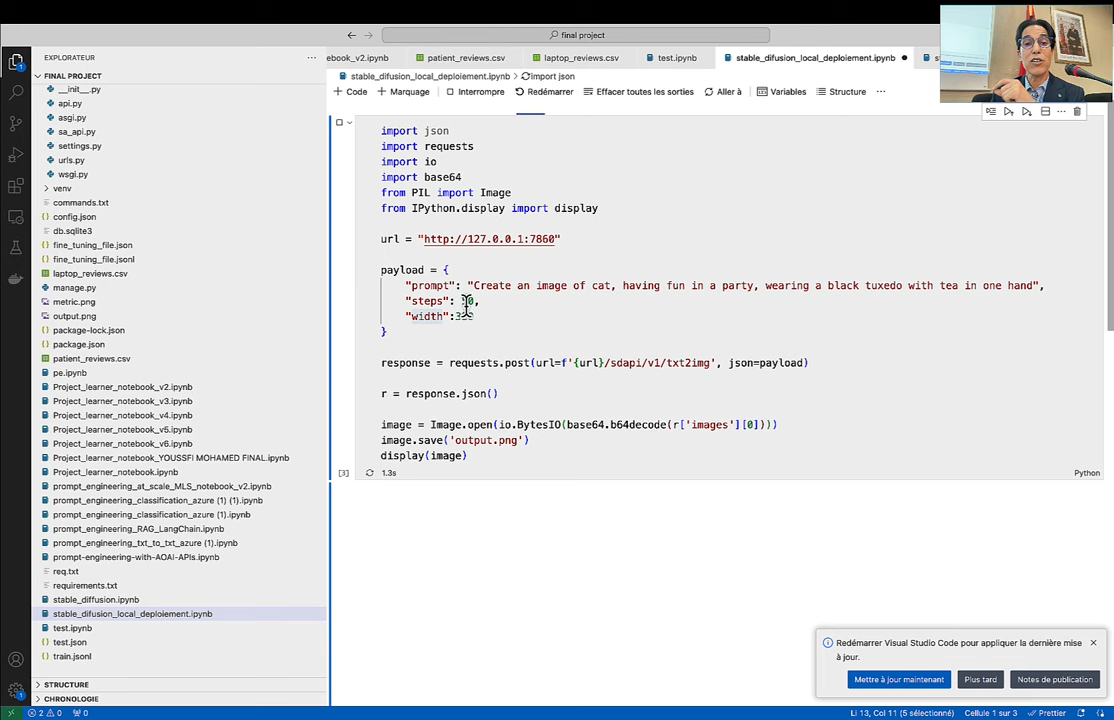 final project
EXPLORATEUR
FINAL PROJECT
__init__.py
api.py
asgi.py
sa_api.py
settings.py
urls.py
wsgi.py
venv
commands.txt
config.json
db.sqlite3
fine_tuning_file.json
fine_tuning_file.jsonl
laptop_reviews.csv
manage.py
metric.png
output.png
package-lock.json
package.json
patient_reviews.csv
pe.ipynb
Project_learner_notebook_v2.ipynb
Project_learner_notebook_v3.ipynb
Project_learner_notebook_v4.ipynb
Project_learner_notebook_v5.ipynb
Project_learner_notebook_v6.ipynb
Project_learner_notebook_YOUSSFI MOHAMED FINAL.ipynb
Project_learner_notebook.ipynb
prompt_engineering_at_scale_MLS_notebook_v2.ipynb
prompt_engineering_classification_azure (1) (1).ipynb
prompt_engineering_classification_azure (1).ipynb
prompt_engineering_RAG_LangChain.ipynb
prompt_engineering_txt_to_txt_azure (1).ipynb
prompt-engineering-with-AOAI-APIs.ipynb
req.txt
requirements.txt
stable_diffusion.ipynb
stable_difusion_local_deploiement.ipynb
test.ipynb
test.json
train.jsonl
STRUCTURE
CHRONOLOGIE
ebook_v2.ipynb patient_reviews.csv laptop_reviews.csv test.ipynb stable_difusion_local_deploiement.ipynb
stable_difusion_local_deploiement.ipynb > import json
+ Code + Marquage Interrompre Redémarrer Effacer toutes les sorties Aller à Variables Structure ...
import json
import requests
import io
import base64
from PIL import Image
from IPython.display import display
url = "http://127.0.0.1:7860"
payload = {
"prompt": "Create an image of cat, having fun in a party, wearing a black tuxedo with tea in one hand",
"steps":
"width":
}
response = requests.post(url=f'{url}/sdapi/v1/txt2img', json=payload)
r = response.json()
image = Image.open(io.BytesIO(base64.b64decode(r['images'][0])))
image.save('output.png')
display(image)
[3] 1.3s Python
Redémarrer Visual Studio Code pour appliquer la dernière mise
à jour.
Mettre à jour maintenant Plus tard Notes de publication
2 0 0 Li 13, Col 11 (5 sélectionné) Cellule 1 sur 3 Prettier